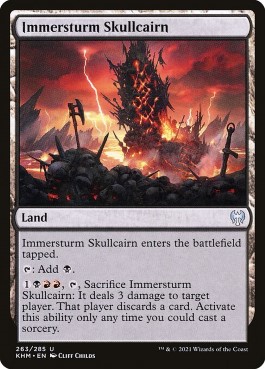 Immersturm Skullcairn
Land
Immersturm Skullcairn enters the battlefield
tapped.
: Add .
1, , Sacrifice Immersturm
Skullcairn: It deals 3 damage to target
player. That player discards a card. Activate
this ability only any time you could cast a
sorcery.
263/285 U
KHM • EN CLIFF CHILDS
™ & © 2021 Wizards of the Coast